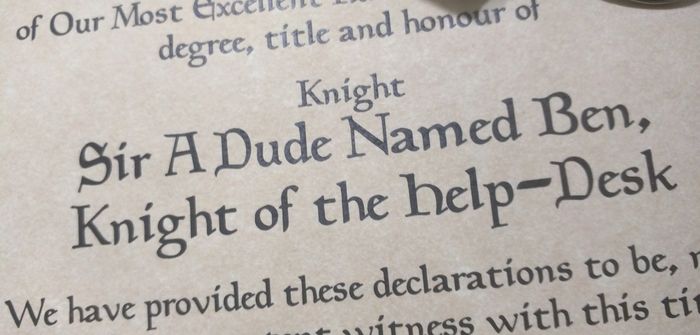 of Our Most Excellent
degree, title and honour of
Knight
Sir A Dude Named Ben,
Knight of the help-Desk
We have provided these declarations to be,
witness with this